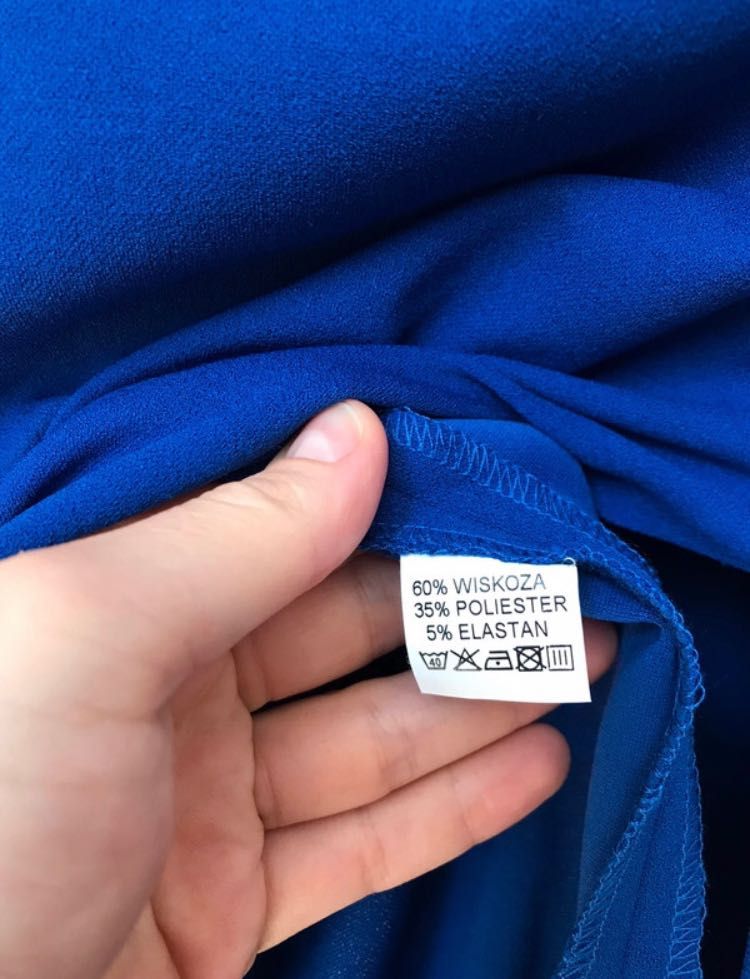 60% WISKOZA
35% POLIESTER
5% ELASTAN
40